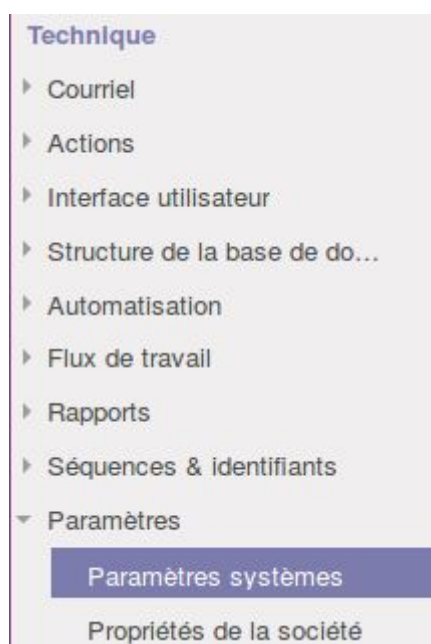 Technique
Courriel
Actions
Interface utilisateur
Structure de la base de do...
Automatisation
Flux de travail
Rapports
Séquences & identifiants
Paramètres
Paramètres systèmes
Propriétés de la société